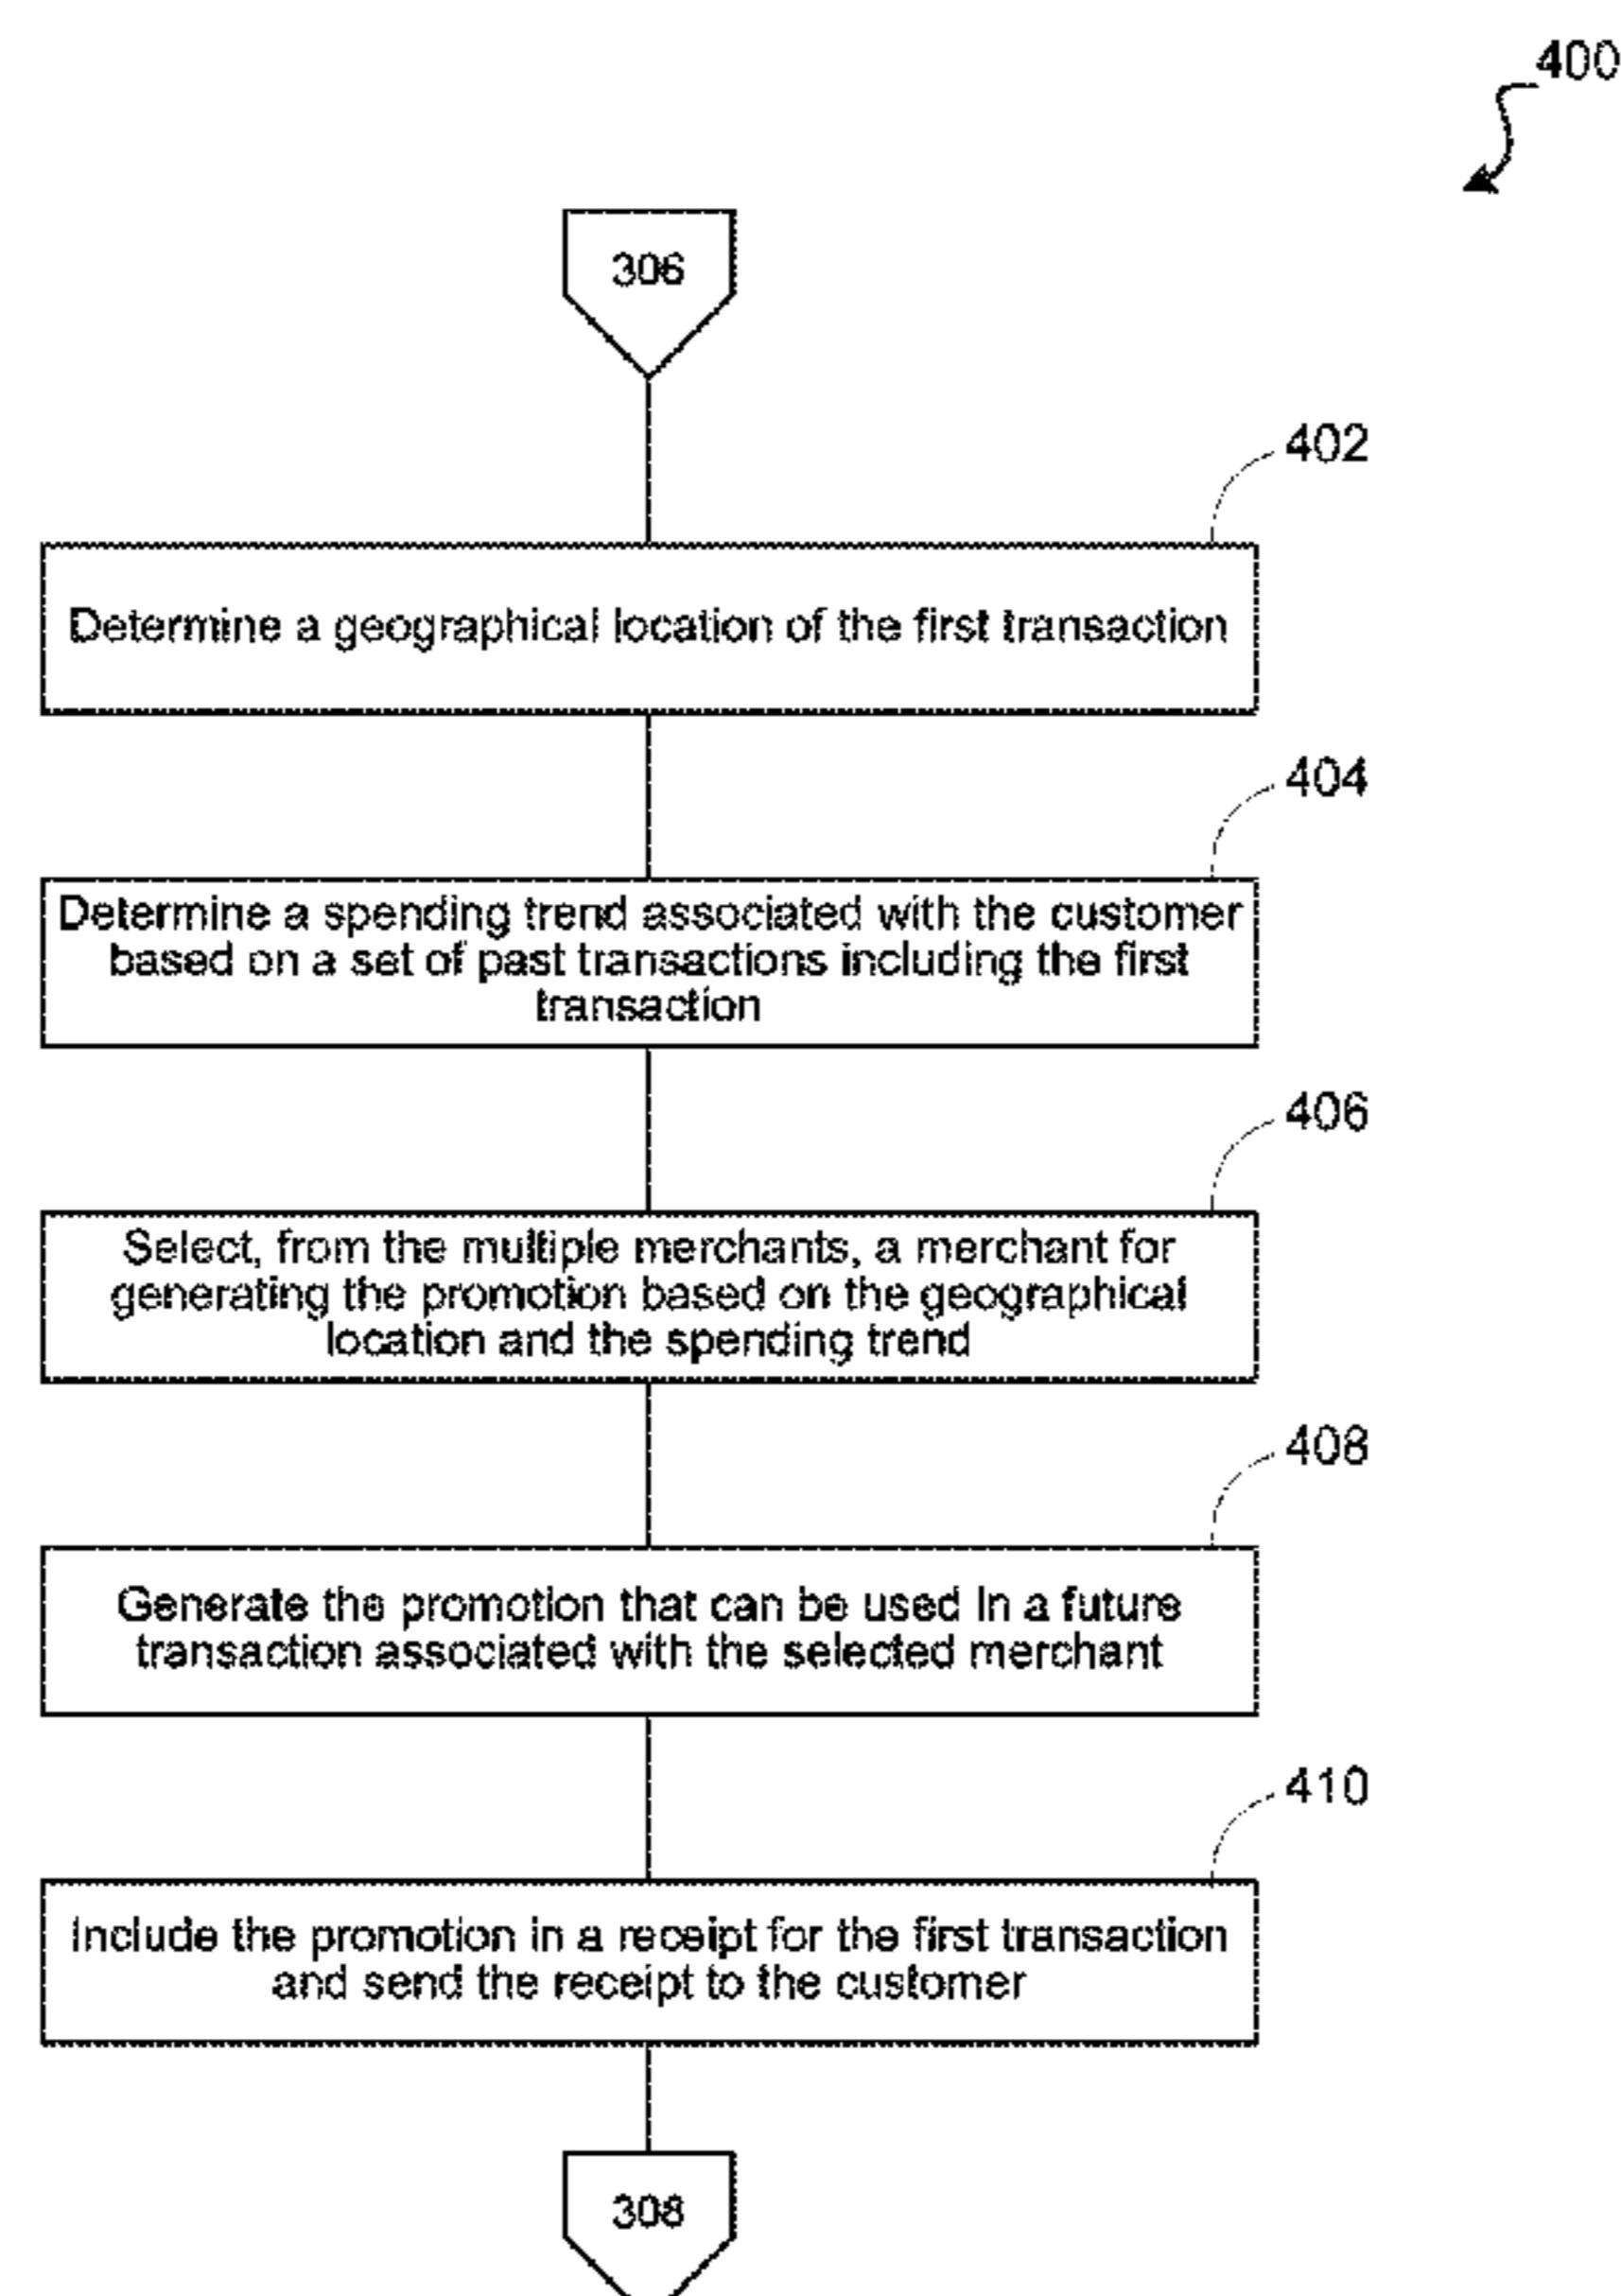 400
306
402
Determine a geographical location of the first transaction
404
Determine a spending trend associated with the customer
based on a set of past transactions including the first
transaction
406
Select, from the multiple merchants, a merchant for
generating the promotion based on the geographical
location and the spending trend
408
Generate the promotion that can be used in a future
transaction associated with the selected merchant
410
Include the promotion in a receipt for the first transaction
and send the receipt to the customer
308